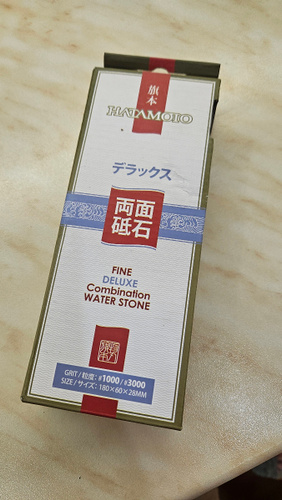 旗本
HATAMOTO
デラックス
両面
砥石
FINE
DELUXE
Combination
WATER STONE
GRIT / 粒度: #1000/#3000
SIZE / サイズ: 180×60×28MM